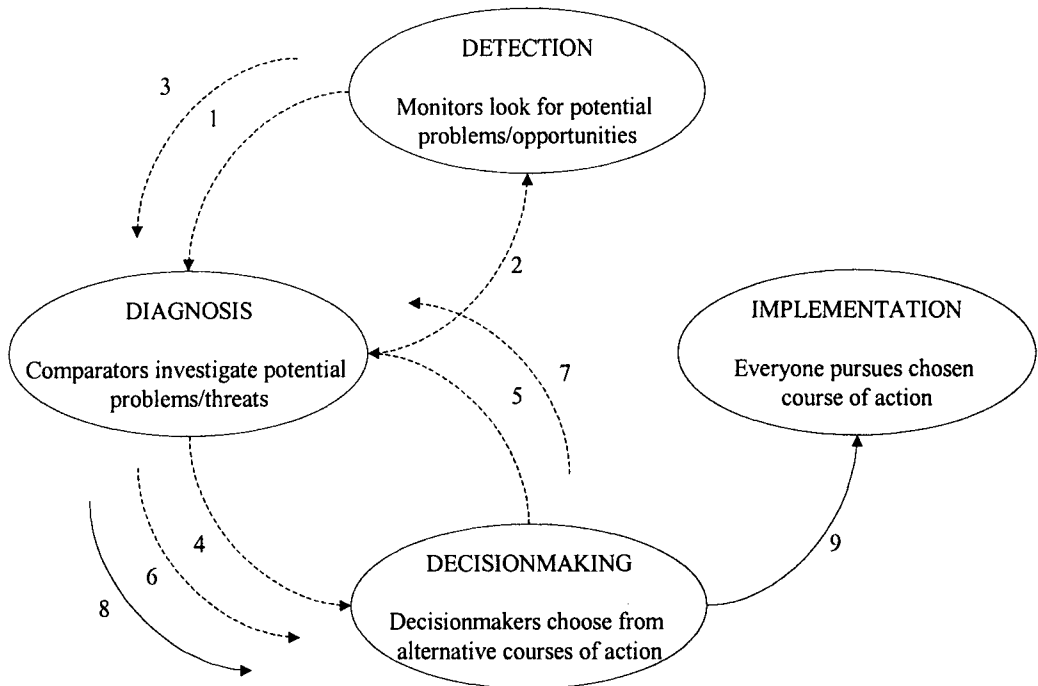 DETECTION
Monitors look for potential
problems/opportunities
3
1
2
DIAGNOSIS
Comparators investigate potential
problems/threats
IMPLEMENTATION
Everyone pursues chosen
course of action
7
5
4
6
8
DECISIONMAKING
Decisionmakers choose from
alternative courses of action
9